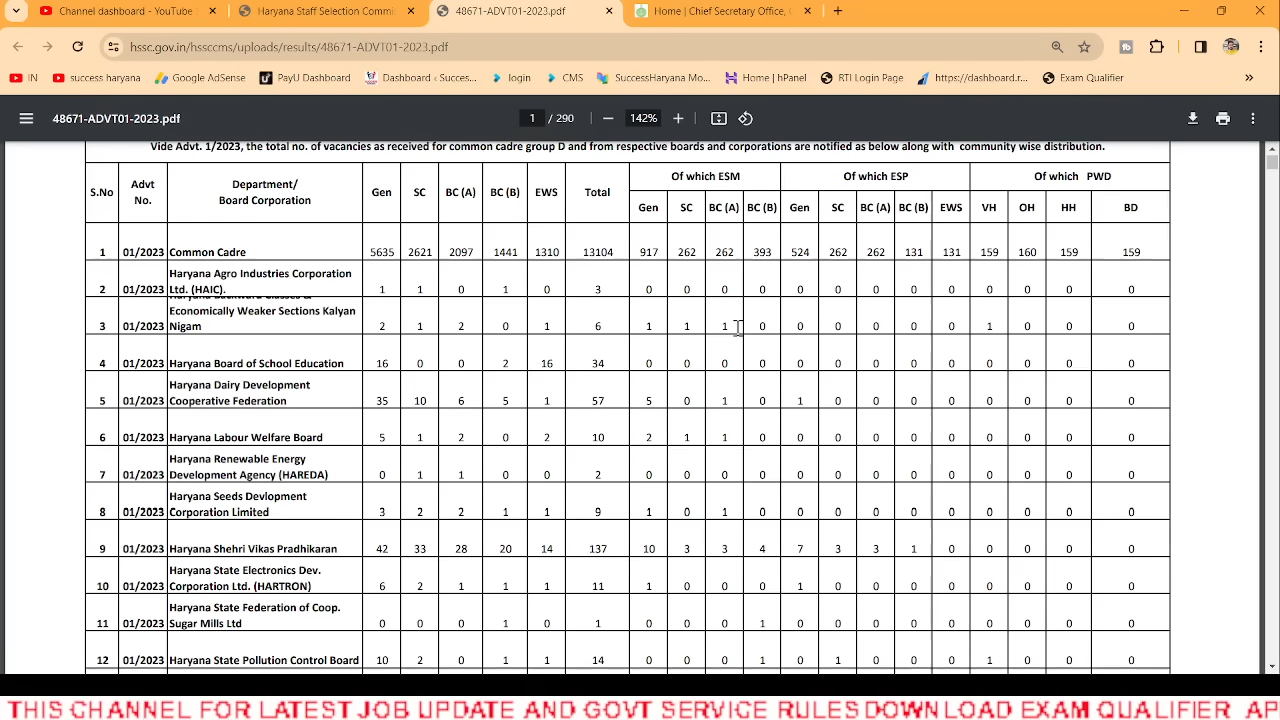 Channel dashboard - YouTube
Haryana Staff Selection Commi
48671-ADVT01-2023.pdf
Home | Chief Secretary Office,
hssc.gov.in/hssccms/uploads/results/48671-ADVT01-2023.pdf
IN success haryana Google AdSense PayU Dashboard Dashboard ‹ Sucess... login CMS SuccessHaryana Mo... Home | hPanel RTI Login Page https://dashboard.r... Exam Qualifier
48671-ADVT01-2023.pdf 1 / 290 142%
Vide Advt. 1/2023, the total no. of vacancies as received for common cadre group D and from respective boards and corporations are notified as below along with community wise distribution.
S.No Advt No. Department/ Board Corporation Gen SC BC (A) BC (B) EWS Total Of which ESM Of which ESP Of which PWD
Gen SC BC (A) BC (B) Gen SC BC (A) BC (B) EWS VH OH HH BD
1 01/2023 Common Cadre 5635 2621 2097 1441 1310 13104 917 262 262 393 524 262 262 131 131 159 160 159 159
2 01/2023 Haryana Agro Industries Corporation Ltd. (HAIC). 1 1 0 1 0 3 0 0 0 0 0 0 0 0 0 0 0 0 0
3 01/2023 Haryana Backward Classes & Economically Weaker Sections Kalyan Nigam 2 1 2 0 1 6 1 1 1 0 0 0 0 0 0 1 0 0 0
4 01/2023 Haryana Board of School Education 16 0 0 2 16 34 0 0 0 0 0 0 0 0 0 0 0 0 0
5 01/2023 Haryana Dairy Development Cooperative Federation 35 10 6 5 1 57 5 0 1 0 1 0 0 0 0 0 0 0 0
6 01/2023 Haryana Labour Welfare Board 5 1 2 0 2 10 2 1 1 0 0 0 0 0 0 0 0 0 0
7 01/2023 Haryana Renewable Energy Development Agency (HAREDA) 0 1 1 0 0 2 0 0 0 0 0 0 0 0 0 0 0 0 0
8 01/2023 Haryana Seeds Devlopment Corporation Limited 3 2 2 1 1 9 1 0 1 0 0 0 0 0 0 0 0 0 0
9 01/2023 Haryana Shehri Vikas Pradhikaran 42 33 28 20 14 137 10 3 3 4 7 3 3 1 0 0 0 0 0
10 01/2023 Haryana State Electronics Dev. Corporation Ltd. (HARTRON) 6 2 1 1 1 11 1 0 0 0 1 0 0 0 0 0 0 0 0
11 01/2023 Haryana State Federation of Coop. Sugar Mills Ltd 0 0 0 1 0 1 0 0 0 1 0 0 0 0 0 0 0 0 0
12 01/2023 Haryana State Pollution Control Board 10 2 0 1 1 14 0 0 0 1 0 1 0 0 0 1 0 0 0
THIS CHANNEL FOR LATEST JOB UPDATE AND GOVT SERVICE RULES DOWNLOAD EXAM QUALIFER AP